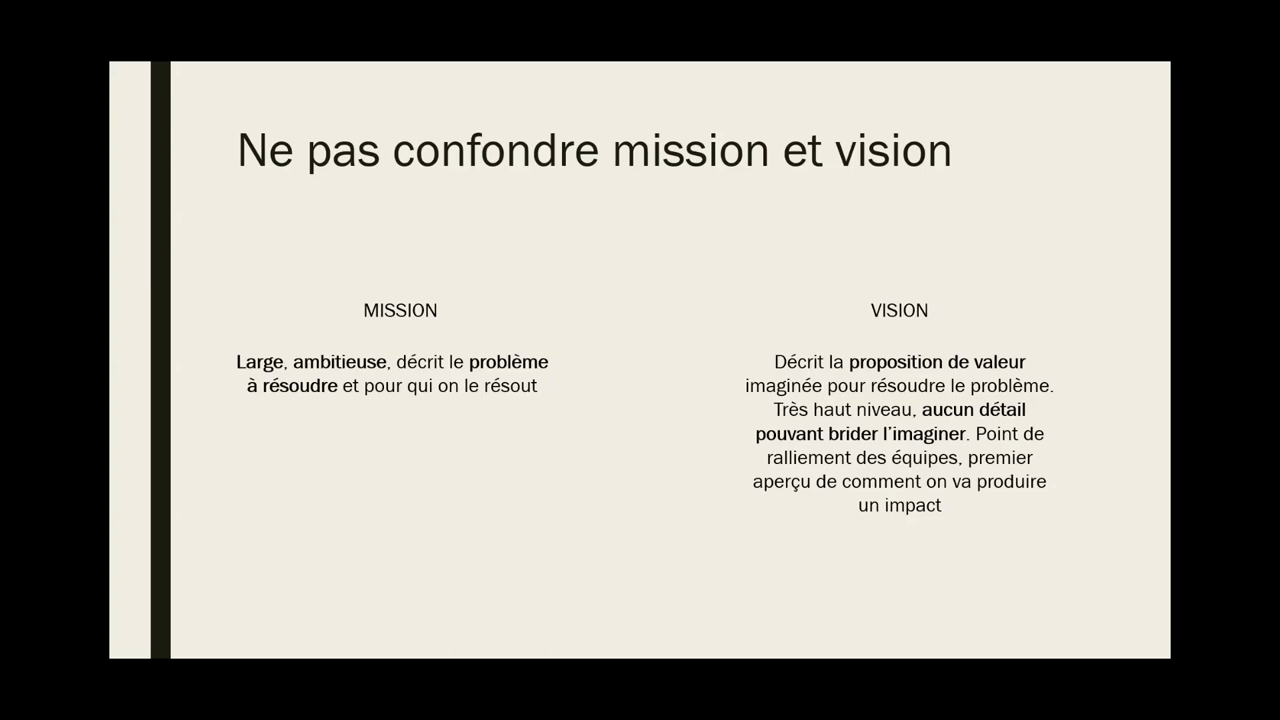 Ne pas confondre mission et vision
MISSION
Large, ambitieuse, décrit le problème
à résoudre et pour qui on le résout
VISION
Décrit la proposition de valeur
imaginée pour résoudre le problème.
Très haut niveau, aucun détail
pouvant brider l’imaginer. Point de
ralliement des équipes, premier
aperçu de comment on va produire
un impact